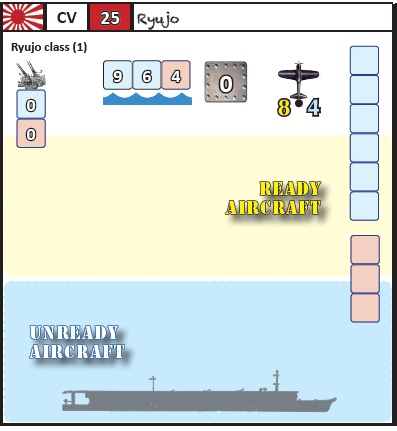 CV 25 Ryujo
Ryujo class (1)
9 6 4 0
0
0
8 4
READY
AIRCRAFT
UNREADY
AIRCRAFT